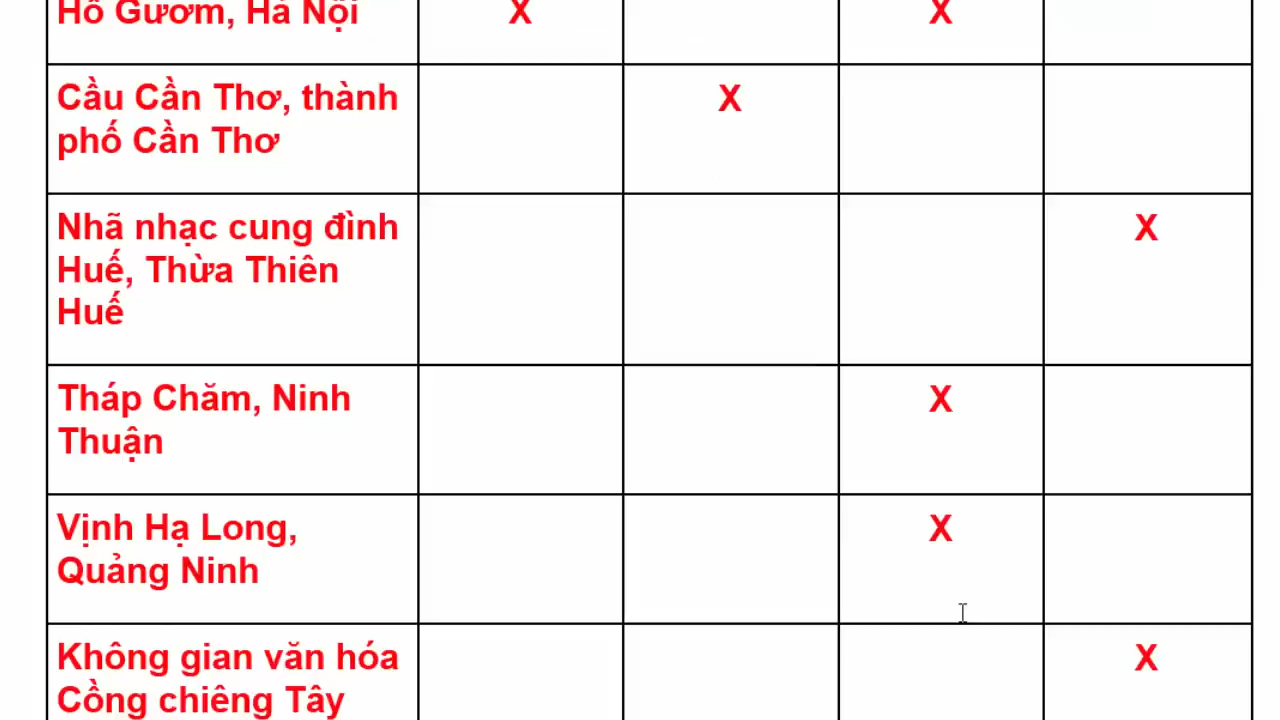 Hồ Gươm, Hà Nội X X
Cầu Cần Thơ, thành X
phố Cần Thơ
Nhã nhạc cung đình X
Huế, Thừa Thiên
Huế
Tháp Chăm, Ninh X
Thuận
Vịnh Hạ Long, X
Quảng Ninh
Không gian văn hóa X
Cồng chiêng Tây